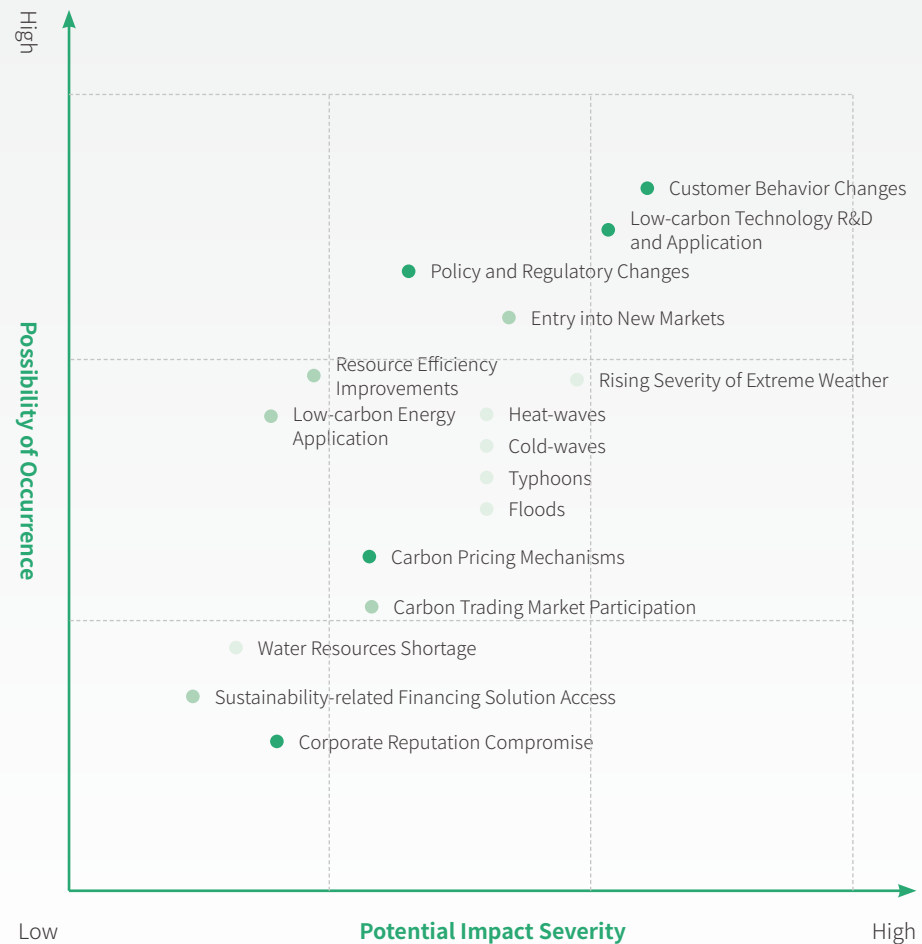 High
Customer Behavior Changes
Low-carbon Technology R&D
and Application
Policy and Regulatory Changes
Entry into New Markets
Possibility of Occurrence
Resource Efficiency
Improvements
Rising Severity of Extreme Weather
Low-carbon Energy
Application
Heat-waves
Cold-waves
Typhoons
Floods
Carbon Pricing Mechanisms
Carbon Trading Market Participation
Water Resources Shortage
Sustainability-related Financing Solution Access
Corporate Reputation Compromise
Low
Potential Impact Severity
High